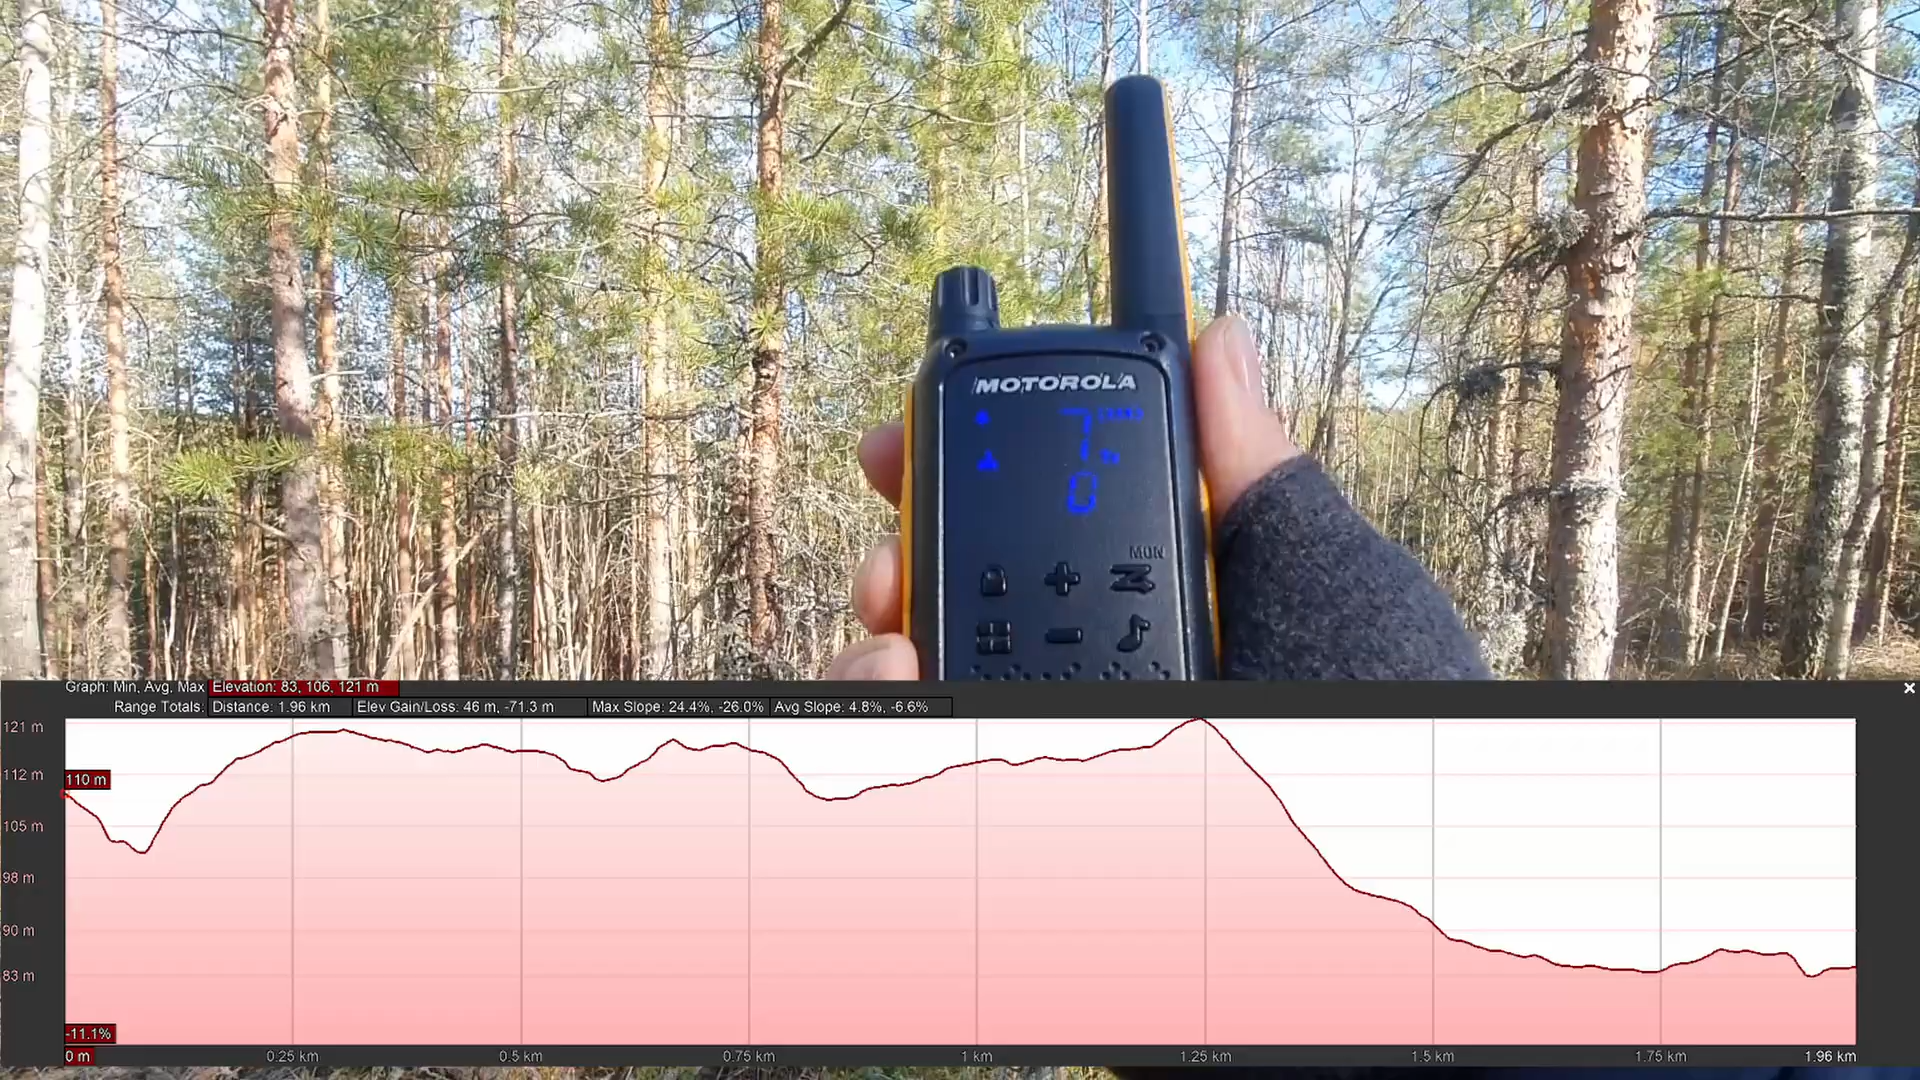 MOTOROLA
7
0
MON
Graph: Min, Avg, Max Elevation: 83, 106, 121 m
Range Totals: Distance: 1.96 km Elev Gain/Loss: 46 m, -71.3 m Max Slope: 24.4%, -26.0% Avg Slope: 4.8%, -6.6%
121 m
110 m
112 m
105 m
98 m
90 m
83 m
-11.1%
0 m 0.25 km 0.5 km 0.75 km 1 km 1.25 km 1.5 km 1.75 km 1.96 km